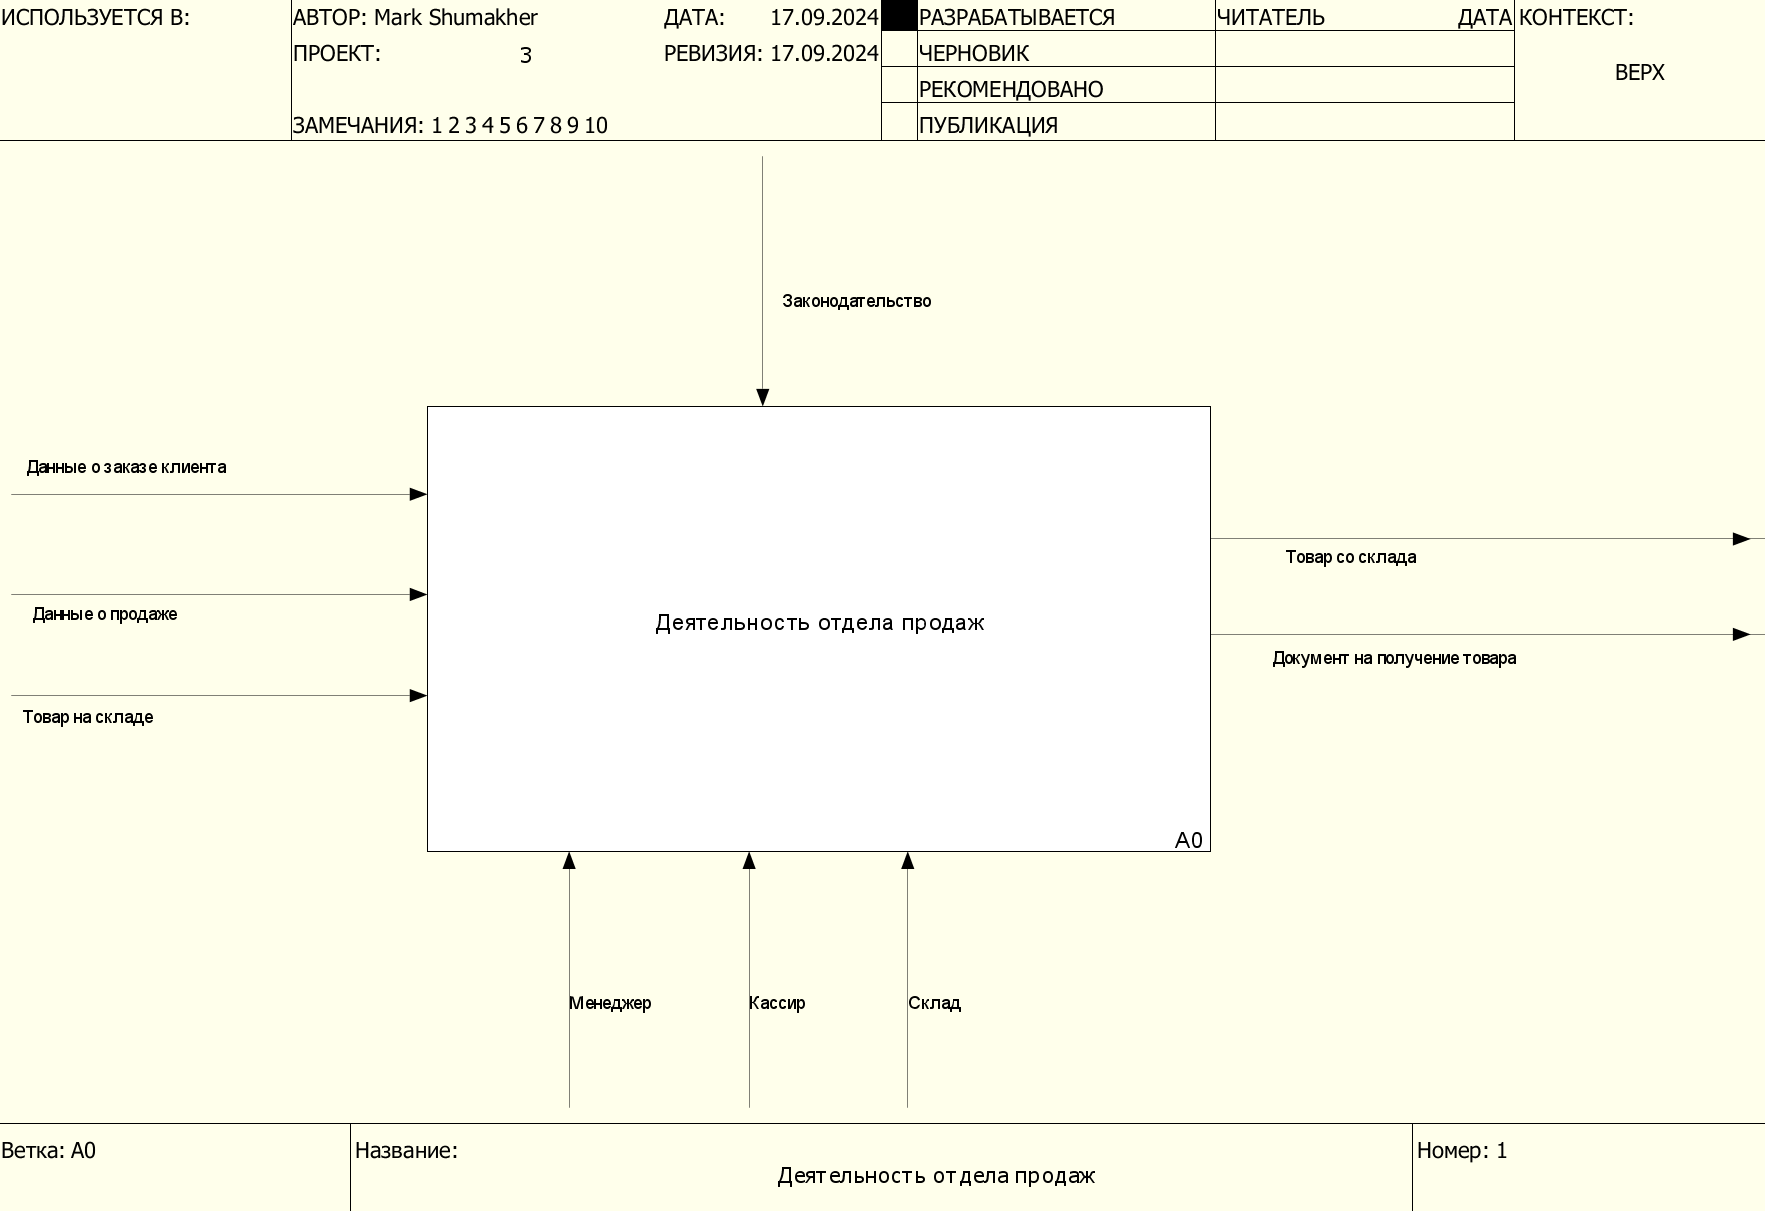 ИСПОЛЬЗУЕТСЯ В:
АВТОР: Mark Shumakher
ДАТА: 17.09.2024
ПРОЕКТ: 3
РЕВИЗИЯ: 17.09.2024
ЗАМЕЧАНИЯ: 1 2 3 4 5 6 7 8 9 10
РАЗРАБАТЫВАЕТСЯ
ЧЕРНОВИК
РЕКОМЕНДОВАНО
ПУБЛИКАЦИЯ
ЧИТАТЕЛЬ ДАТА
КОНТЕКСТ:
ВЕРХ
Законодательство
Данные о заказе клиента
Данные о продаже
Товар на складе
Деятельность отдела продаж
A0
Товар со склада
Документ на получение товара
Менеджер
Кассир
Склад
Ветка: A0
Название:
Деятельность отдела продаж
Номер: 1